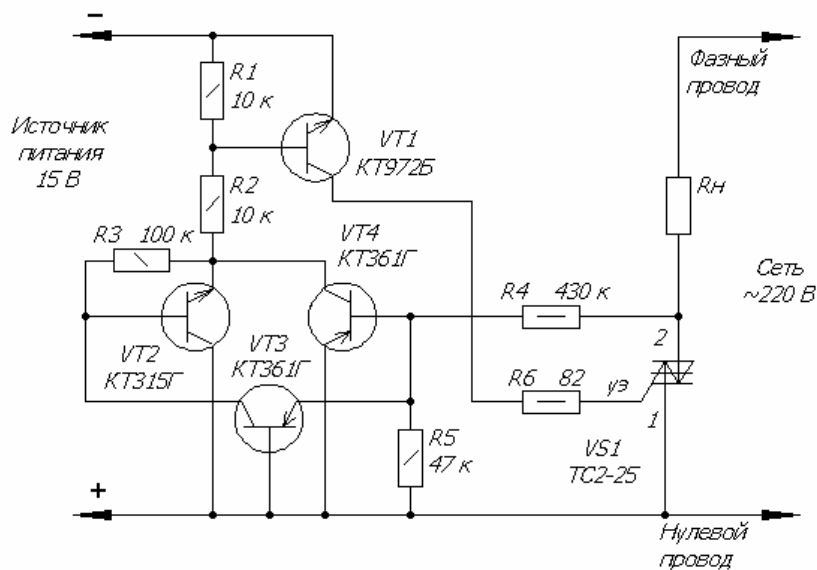 −
Фазный
провод
R1
10 к
Источник
питания
15 В
VT1
КТ972Б
Rн
R2
10 к
R3 100 к
VT4
КТ361Г
Сеть
~220 В
R4 430 к
2
VT2
КТ315Г
VT3
КТ361Г
R6 82
уэ
1
R5
47 к
VS1
ТС2-25
+
Нулевой
провод